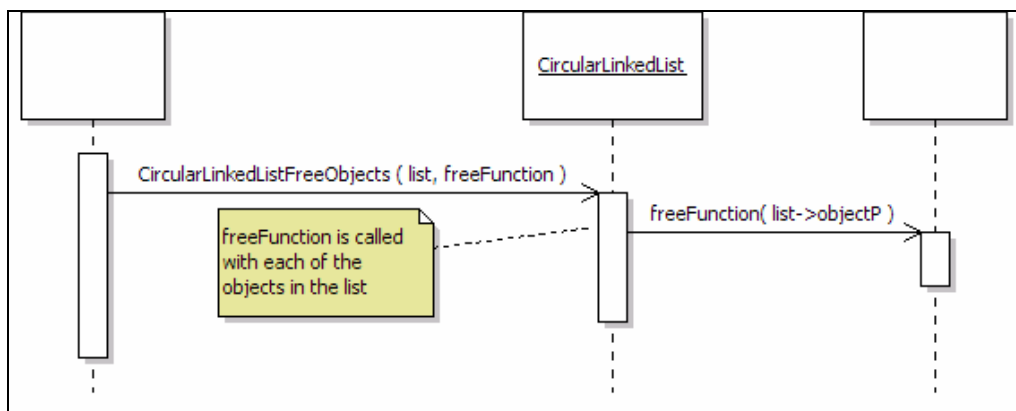 CircularLinkedList
CircularLinkedListFreeObjects ( list, freeFunction )
freeFunction( list->objectP )
freeFunction is called
with each of the
objects in the list